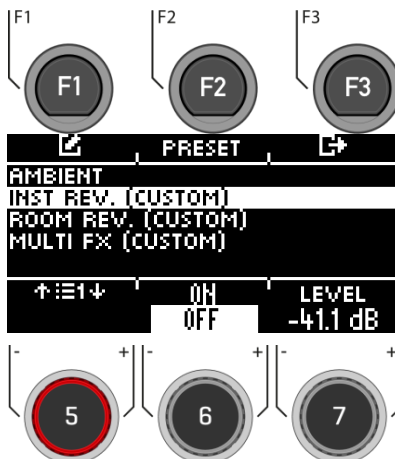 F1 F2 F3
F1 F2 F3
PRESET
AMBIENT
INST REV. (CUSTOM)
ROOM REV. (CUSTOM)
MULTI FX (CUSTOM)
↑☰1↓ ON LEVEL
OFF -41.1 dB
- + - + - +
5 6 7